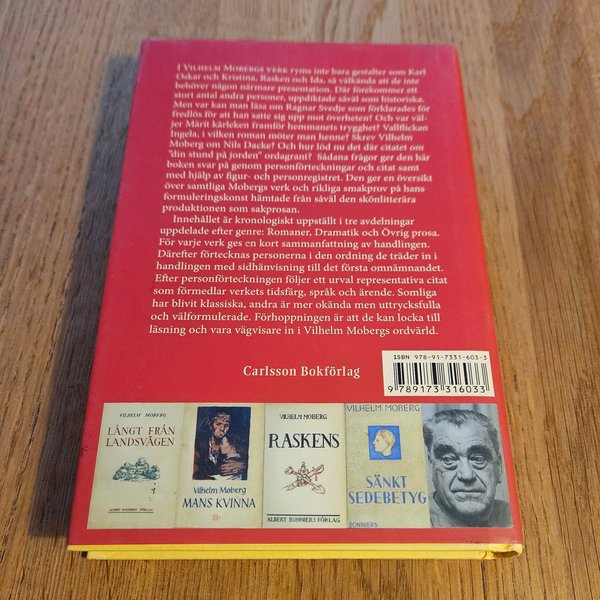 I VILHELM MOBERGS VERK ryms inte bara gestalter som Karl
Oskar och Kristina, Rasken och Ida, så välkända att de inte
behöver någon närmare presentation. Där förekommer ett
stort antal andra personer, uppdiktade såväl som historiska.
Men var kan man läsa om Ragnar Svedje som förklarades för
fredlös för att han satte sig upp mot överheten? Och var väl-
jer Märit kärleken framför hemmanets trygghet? Vallflickan
Ingela, i vilken roman möter man henne? Skrev Vilhelm
Moberg om Nils Dacke? Och hur löd nu det där citatet om
"din stund på jorden" ordagrant? Sådana frågor ger den här
boken svar på genom personförteckningar och citat samt
med hjälp av figur- och personregistret. Den ger en översikt
över samtliga Mobergs verk och rikliga smakprov på hans
formuleringskonst hämtade från såväl den skönlitterära
produktionen som sakprosan.
Innehållet är kronologiskt uppställt i tre avdelningar
uppdelade efter genre: Romaner, Dramatik och Övrig prosa.
För varje verk ges en kort sammanfattning av handlingen.
Därefter förtecknas personerna i den ordning de träder in i
handlingen med sidhänvisning till det första omnämnandet.
Efter personförteckningen följer ett urval representativa citat
som förmedlar verkets tidsfärg, språk och ärende. Somliga
har blivit klassiska, andra är mer okända men uttrycksfulla
och välformulerade. Förhoppningen är att de kan locka till
läsning och vara vägvisare in i Vilhelm Mobergs ordvärld.
ISBN 978-91-7331-603-3
9 789173 316033
Carlsson Bokförlag
VILHELM MOBERG
LÅNGT FRÅN
LANDSVÄGEN
ALBERT BONNIERS FÖRLAG
Vilhelm Moberg
MANS KVINNA
fib
VILHELM MOBERG
RASKENS
ALBERT BONNIERS FÖRLAG
VILHELM MOBERG
SÄNKT
SEDEBETYG
BONNIERS